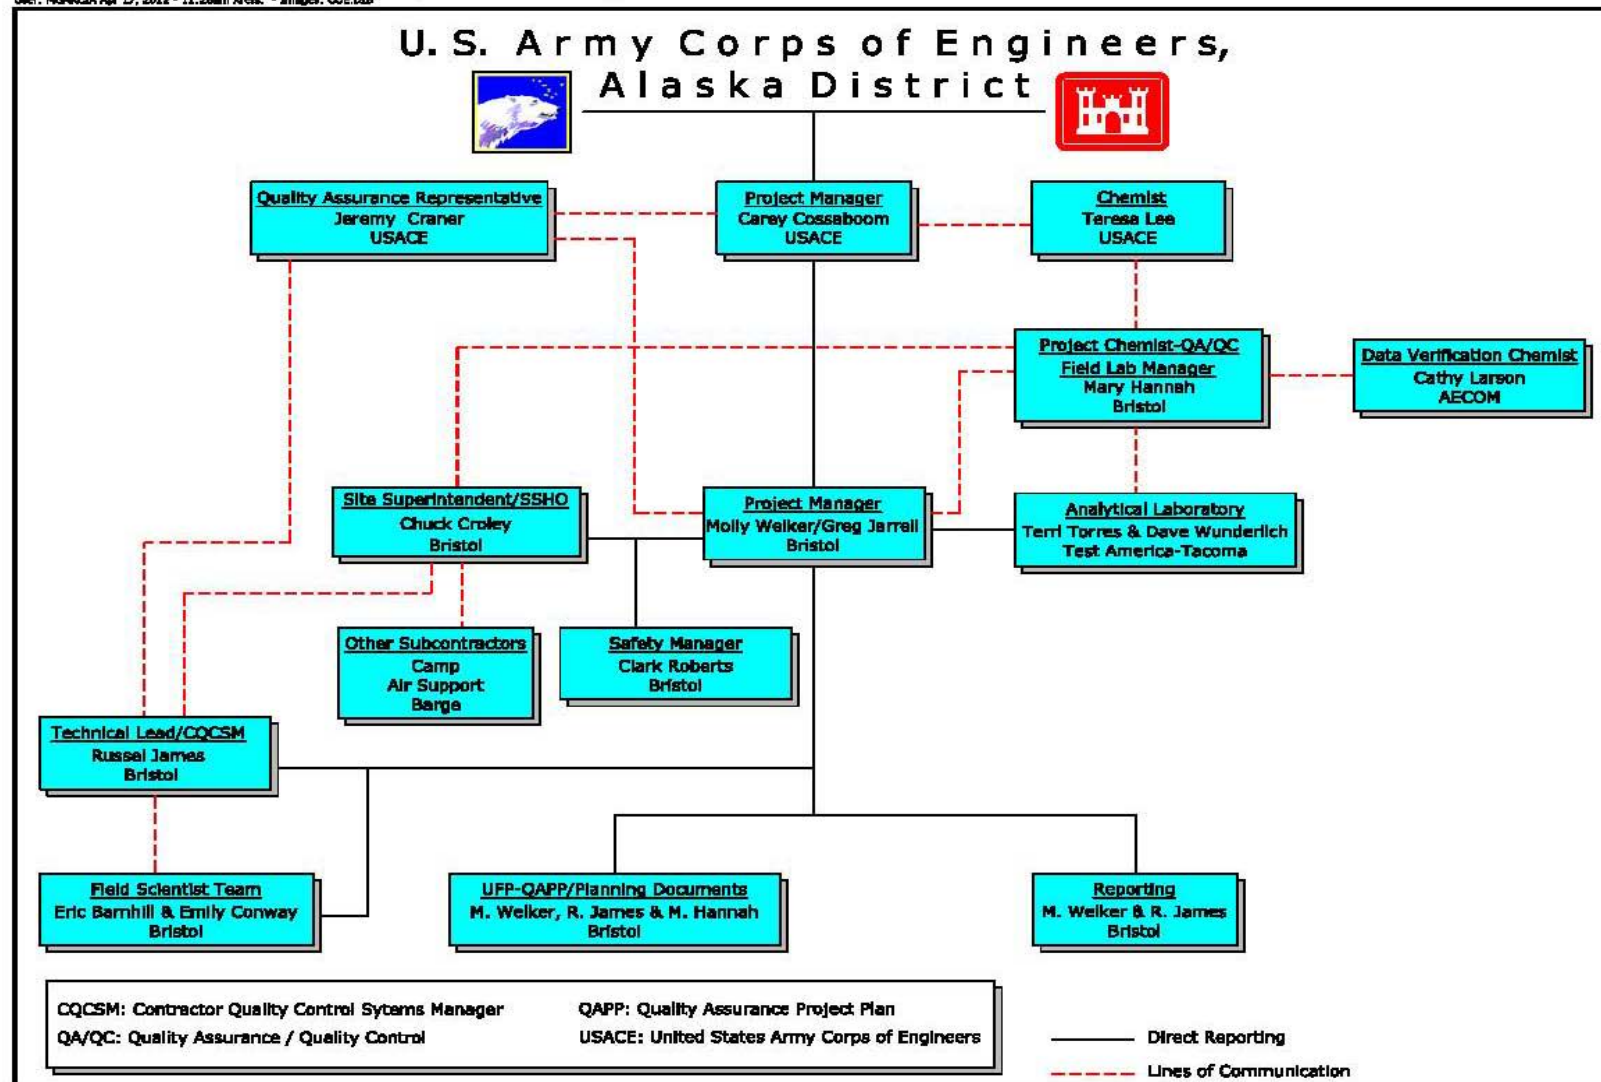 U.S. Army Corps of Engineers,
Alaska District
Quality Assurance Representative
Jeremy Craner
USACE
Project Manager
Carey Cossaboom
USACE
Chemist
Teresa Lee
USACE
Project Chemist-QA/QC
Field Lab Manager
Mary Hannah
Bristol
Data Verification Chemist
Cathy Larson
AECOM
Site Superintendent/SSHO
Chuck Croley
Bristol
Project Manager
Molly Welker/Greg Jarrell
Bristol
Analytical Laboratory
Terri Torres & Dave Wunderlich
Test America-Tacoma
Other Subcontractors
Camp
Air Support
Barge
Safety Manager
Clark Roberts
Bristol
Technical Lead/CQCSM
Russel James
Bristol
Field Scientist Team
Eric Barnhill & Emily Conway
Bristol
UFP-QAPP/Planning Documents
M. Welker, R. James & M. Hannah
Bristol
Reporting
M. Welker & R. James
Bristol
CQCSM: Contractor Quality Control Sytems Manager
QAPP: Quality Assurance Project Plan
QA/QC: Quality Assurance / Quality Control
USACE: United States Army Corps of Engineers
Direct Reporting
Lines of Communication